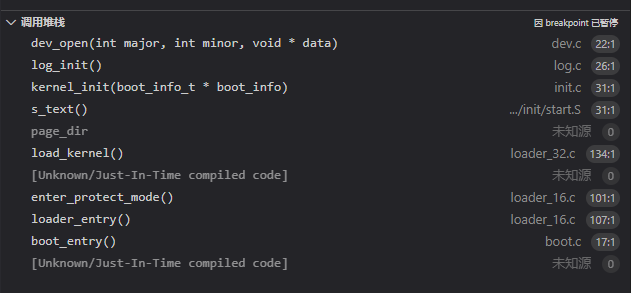 调用堆栈 因 breakpoint 已暂停
dev_open(int major, int minor, void * data) dev.c 22:1
log_init() log.c 26:1
kernel_init(boot_info_t * boot_info) init.c 31:1
s_text() .../init/start.S 31:1
page_dir 未知源 0
load_kernel() loader_32.c 134:1
[Unknown/Just-In-Time compiled code] 未知源 0
enter_protect_mode() loader_16.c 101:1
loader_entry() loader_16.c 107:1
boot_entry() boot.c 17:1
[Unknown/Just-In-Time compiled code] 未知源 0